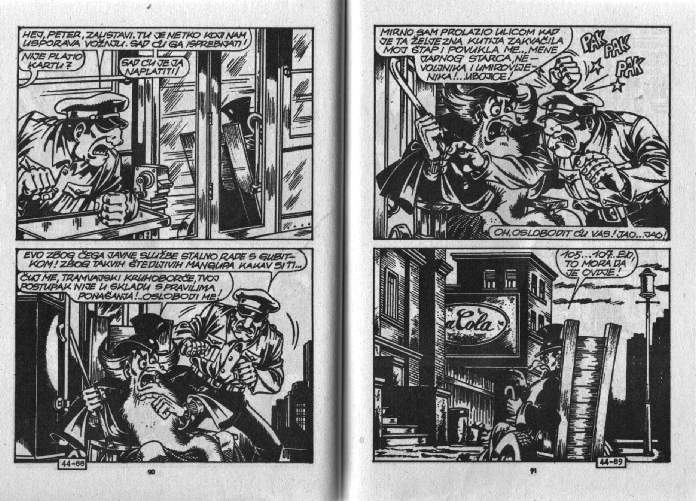 HEJ, PETER, ZAUSTAVI. TU JE NETKO KOJI NAM
USPORAVA VOŽNJU. SAD ĆU GA ISPREBIJATI!
NIJE PLATIO
KARTU?
SAD ĆU JE JA
NAPLATITI!
EVO ZBOG ČEGA JAVNE SLUŽBE STALNO RADE S GUBIT-
KOM! ZBOG TAKVIH ŠTEDLJIVIH MANGUPA KAKAV SI TI...
ČUJ ME, TRAMVAJSKI KRUHOBORČE, TVOJ
POSTUPAK NIJE U SKLADU S PRAVILIMA
PONAŠANJA!..OSLOBODI ME!
44-88
90
MIRNO SAM PROLAZIO ULICOM KAD
JE TA ŽELJEZNA KUTIJA ZAKVAČILA
MOJ ŠTAP I POVUKLA ME...MENE
JADNOG STARCA, NE-
VOLJNIKA I UMIROVLJE-
NIKA!..UBOJICE!
PAK
PAK
PAK
OH, OSLOBODIT ĆU VAS! JAO...JAO!
105... 107. BD,
TO MORA DA
JE OVDJE!
a Cola
44-89
91